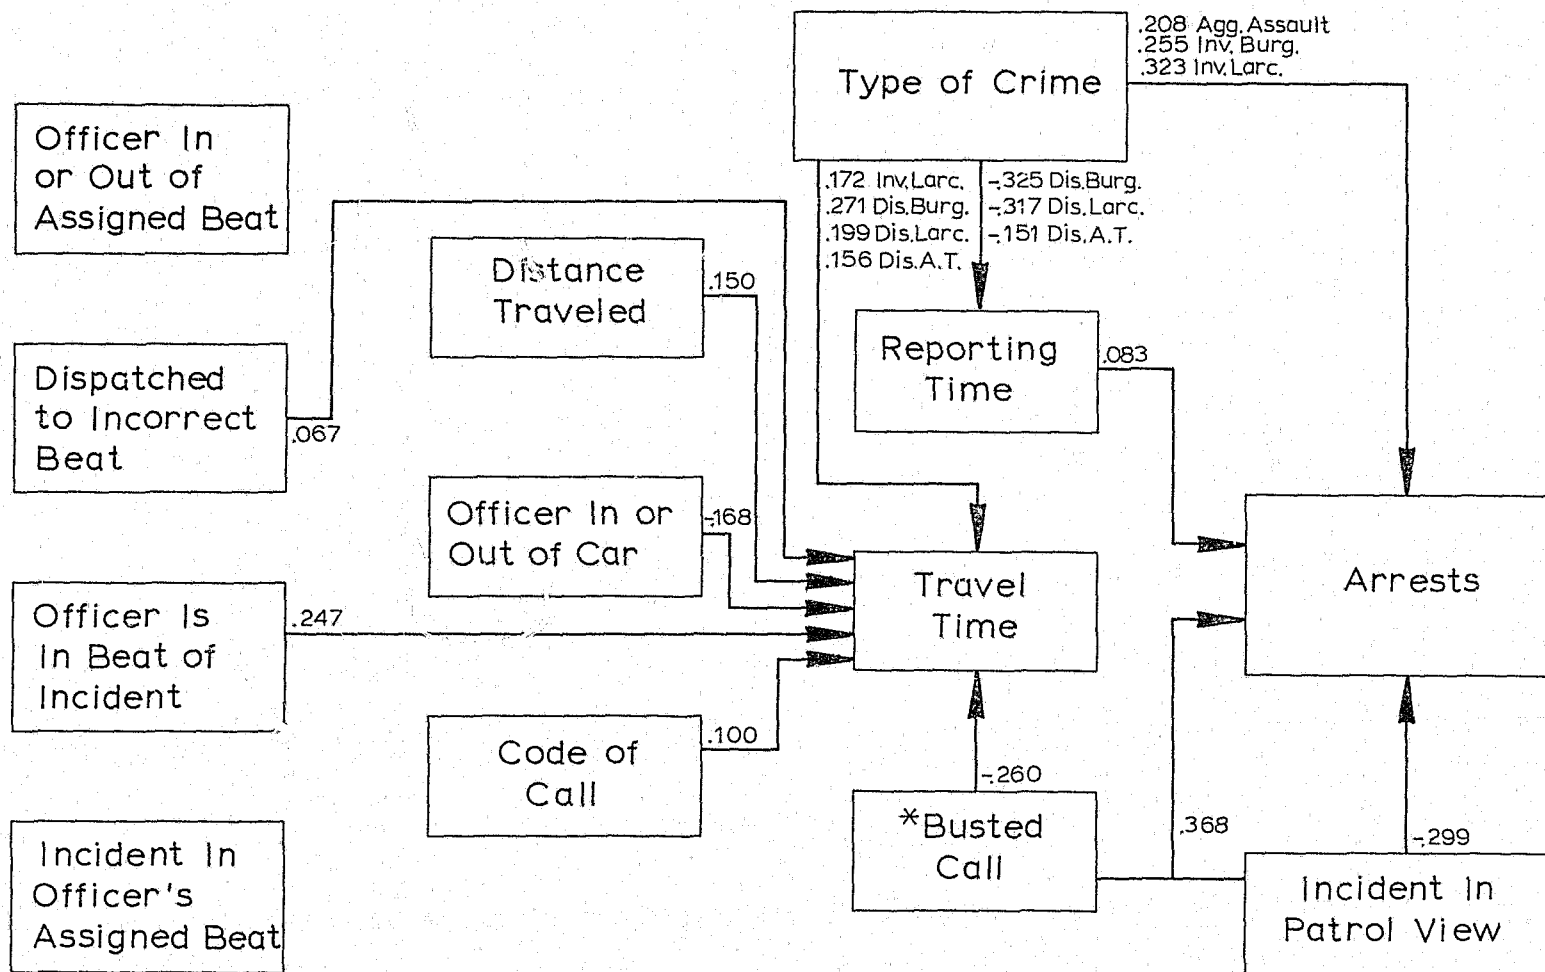 .208 Agg. Assault
.255 Inv. Burg.
.323 Inv. Larc.
Type of Crime
Officer In
or Out of
Assigned Beat
.172 Inv. Larc.
.271 Dis. Burg.
.199 Dis. Larc.
.156 Dis. A.T.
-.325 Dis. Burg.
-.317 Dis. Larc.
-.151 Dis. A.T.
Distance
Traveled
.150
Reporting
Time
.083
Dispatched
to Incorrect
Beat
.067
Officer In or
Out of Car
-.168
Travel
Time
Arrests
Officer Is
In Beat of
Incident
.247
Code of
Call
.100
-.260
*Busted
Call
.368
-.299
Incident In
Patrol View
Incident In
Officer's
Assigned Beat